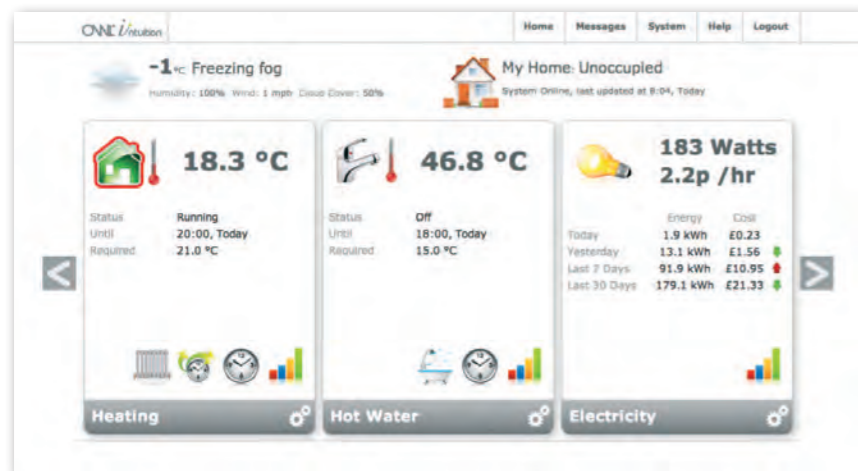 OWL Intuition
Home Messages System Help Logout
-1°C Freezing fog
Humidity: 100% Wind: 1 mph Cloud Cover: 50%
My Home: Unoccupied
System Online, last updated at 8:04, Today
18.3 °C
Status Running
Until 20:00, Today
Required 21.0 °C
Heating
46.8 °C
Status Off
Until 18:00, Today
Required 15.0 °C
Hot Water
183 Watts
2.2p /hr
Energy Cost
Today 1.9 kWh £0.23
Yesterday 13.1 kWh £1.56
Last 7 Days 91.9 kWh £10.95
Last 30 Days 179.1 kWh £21.33
Electricity